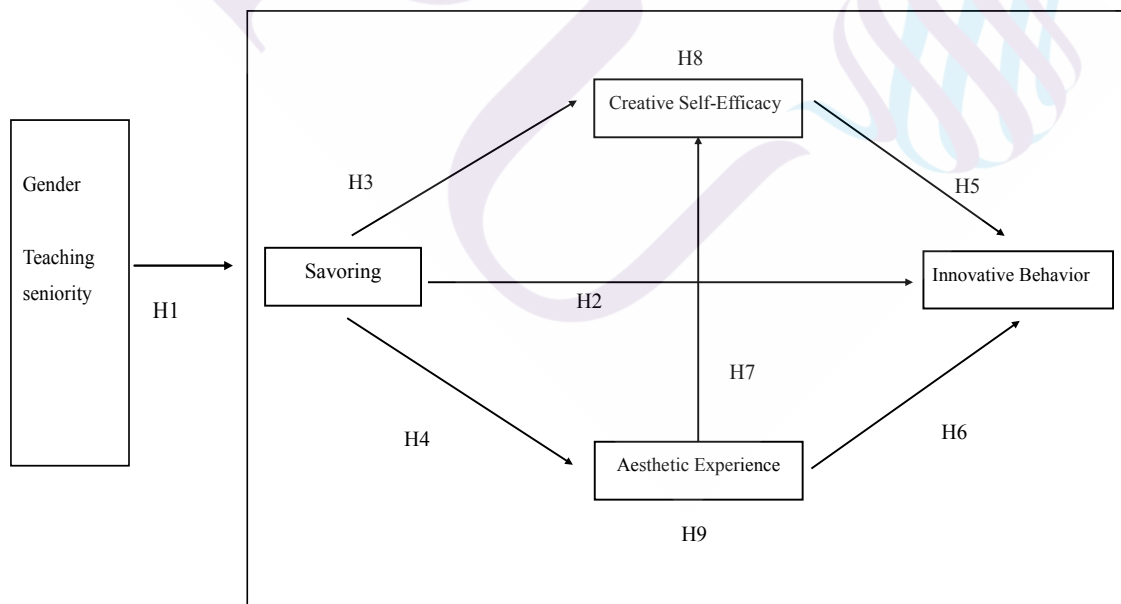 H8
Creative Self-Efficacy
Gender
H3
H5
Teaching
seniority
Savoring
Innovative Behavior
H1
H2
H7
H4
H6
Aesthetic Experience
H9